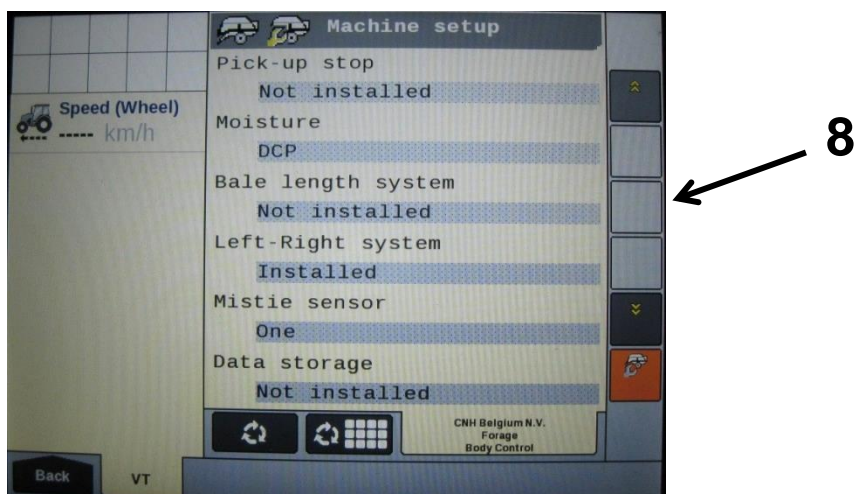 Machine setup
Pick-up stop
Not installed
Speed (Wheel)
----- km/h
Moisture
DCP
Bale length system
Not installed
Left-Right system
Installed
Mistie sensor
One
Data storage
Not installed
CNH Belgium N.V.
Forage
Body Control
Back
VT
8